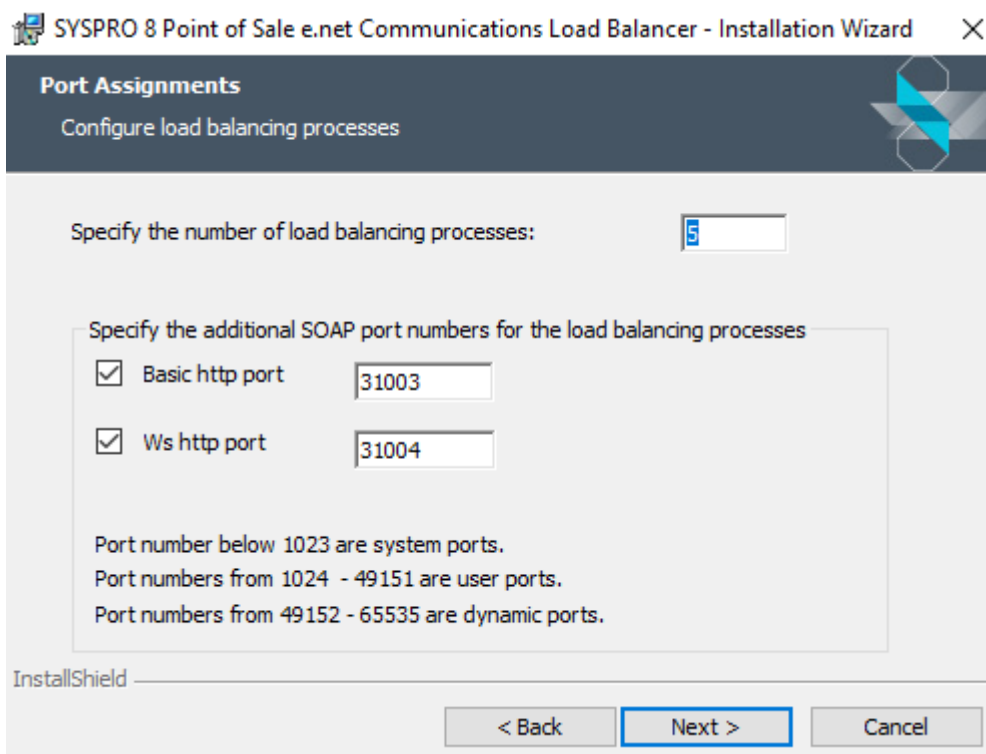 SYSPRO 8 Point of Sale e.net Communications Load Balancer - Installation Wizard
Port Assignments
Configure load balancing processes
Specify the number of load balancing processes: 5
Specify the additional SOAP port numbers for the load balancing processes
Basic http port 31003
Ws http port 31004
Port number below 1023 are system ports.
Port numbers from 1024 - 49151 are user ports.
Port numbers from 49152 - 65535 are dynamic ports.
InstallShield
< Back Next > Cancel